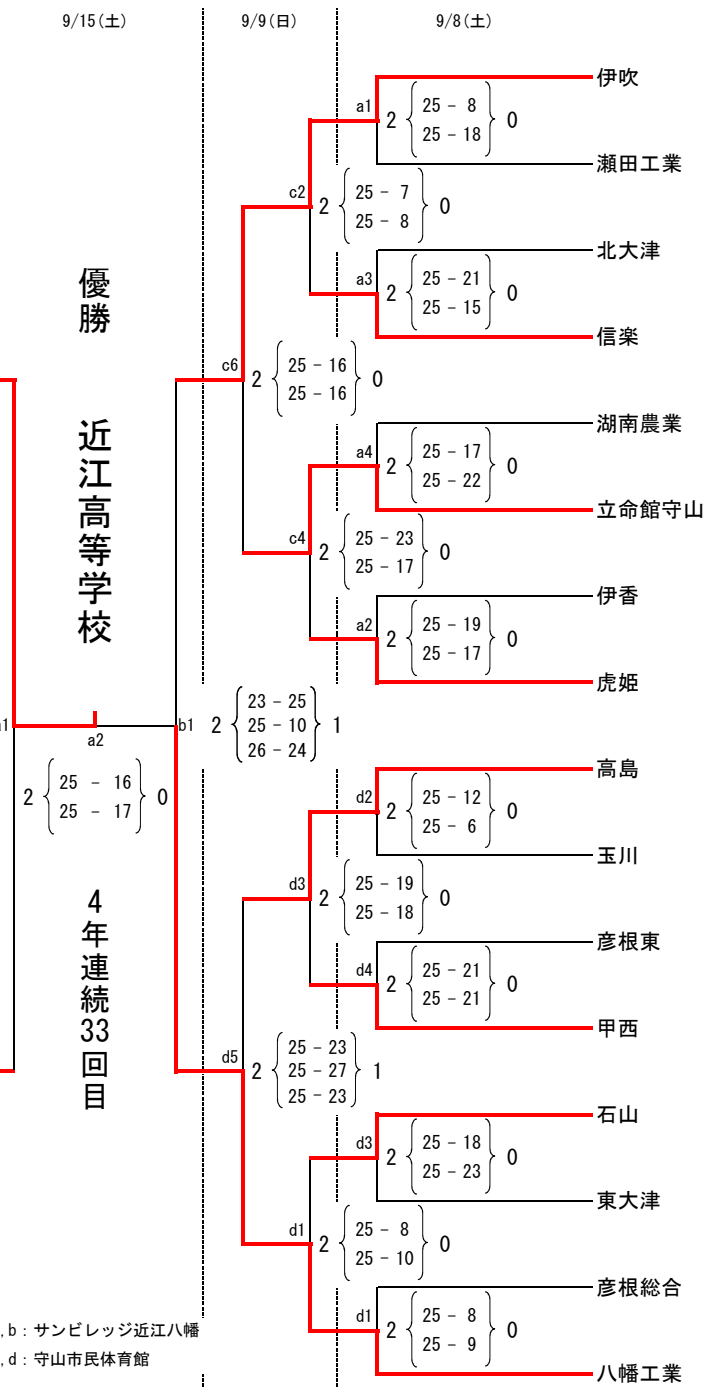 9/15(土)
9/9(日)
9/8(土)
伊吹
a1
2 25 - 8 0
25 - 18
瀬田工業
c2
2 25 - 7 0
25 - 8
北大津
a3
2 25 - 21 0
25 - 15
信楽
c6
2 25 - 16 0
25 - 16
湖南農業
a4
2 25 - 17 0
25 - 22
立命館守山
c4
2 25 - 23 0
25 - 17
伊香
a2
2 25 - 19 0
25 - 17
虎姫
優勝
近江高等学校
4年連続33回目
a1
a2
2 25 - 16 0
25 - 17
b1
2 23 - 25 1
25 - 10
26 - 24
高島
d2
2 25 - 12 0
25 - 6
玉川
d3
2 25 - 19 0
25 - 18
彦根東
d4
2 25 - 21 0
25 - 21
甲西
d5
2 25 - 23 1
25 - 27
25 - 23
石山
d3
2 25 - 18 0
25 - 23
東大津
d1
2 25 - 8 0
25 - 10
彦根総合
d1
2 25 - 8 0
25 - 9
八幡工業
,b：サンビレッジ近江八幡
,d：守山市民体育館